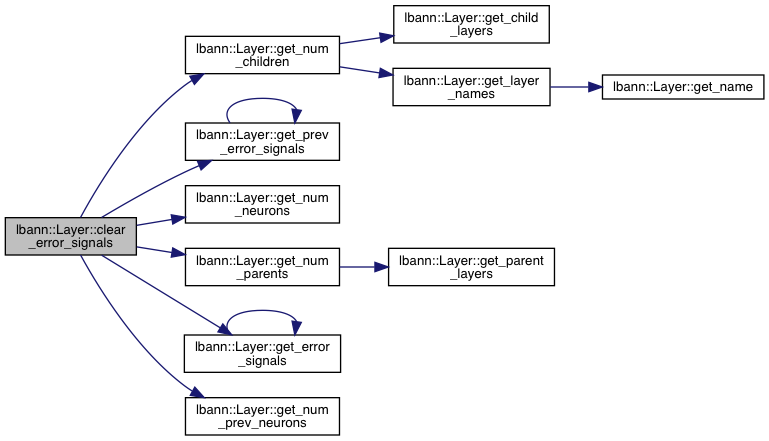 lbann::Layer::clear
_error_signals
lbann::Layer::get_num
_children
lbann::Layer::get_child
_layers
lbann::Layer::get_layer
_names
lbann::Layer::get_name
lbann::Layer::get_prev
_error_signals
lbann::Layer::get_num
_neurons
lbann::Layer::get_num
_parents
lbann::Layer::get_parent
_layers
lbann::Layer::get_error
_signals
lbann::Layer::get_num
_prev_neurons